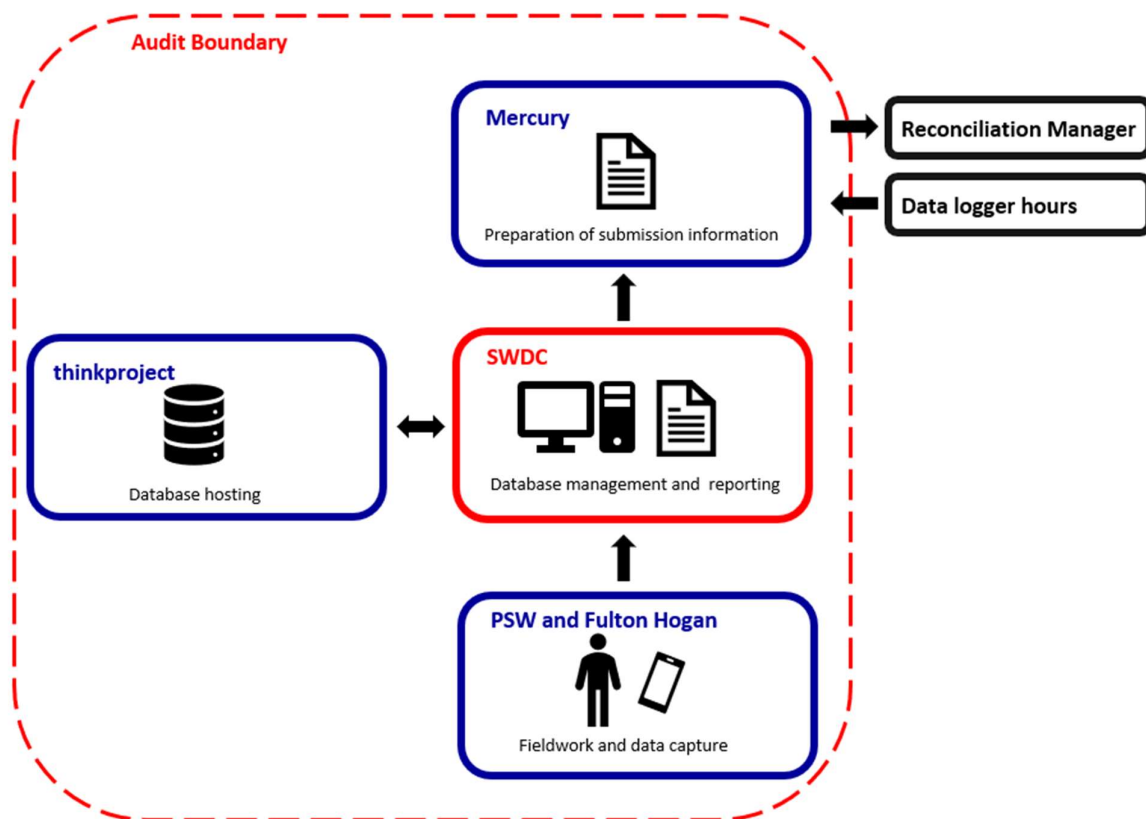 Audit Boundary
Mercury
Preparation of submission information
Reconciliation Manager
Data logger hours
thinkproject
Database hosting
SWDC
Database management and reporting
PSW and Fulton Hogan
Fieldwork and data capture